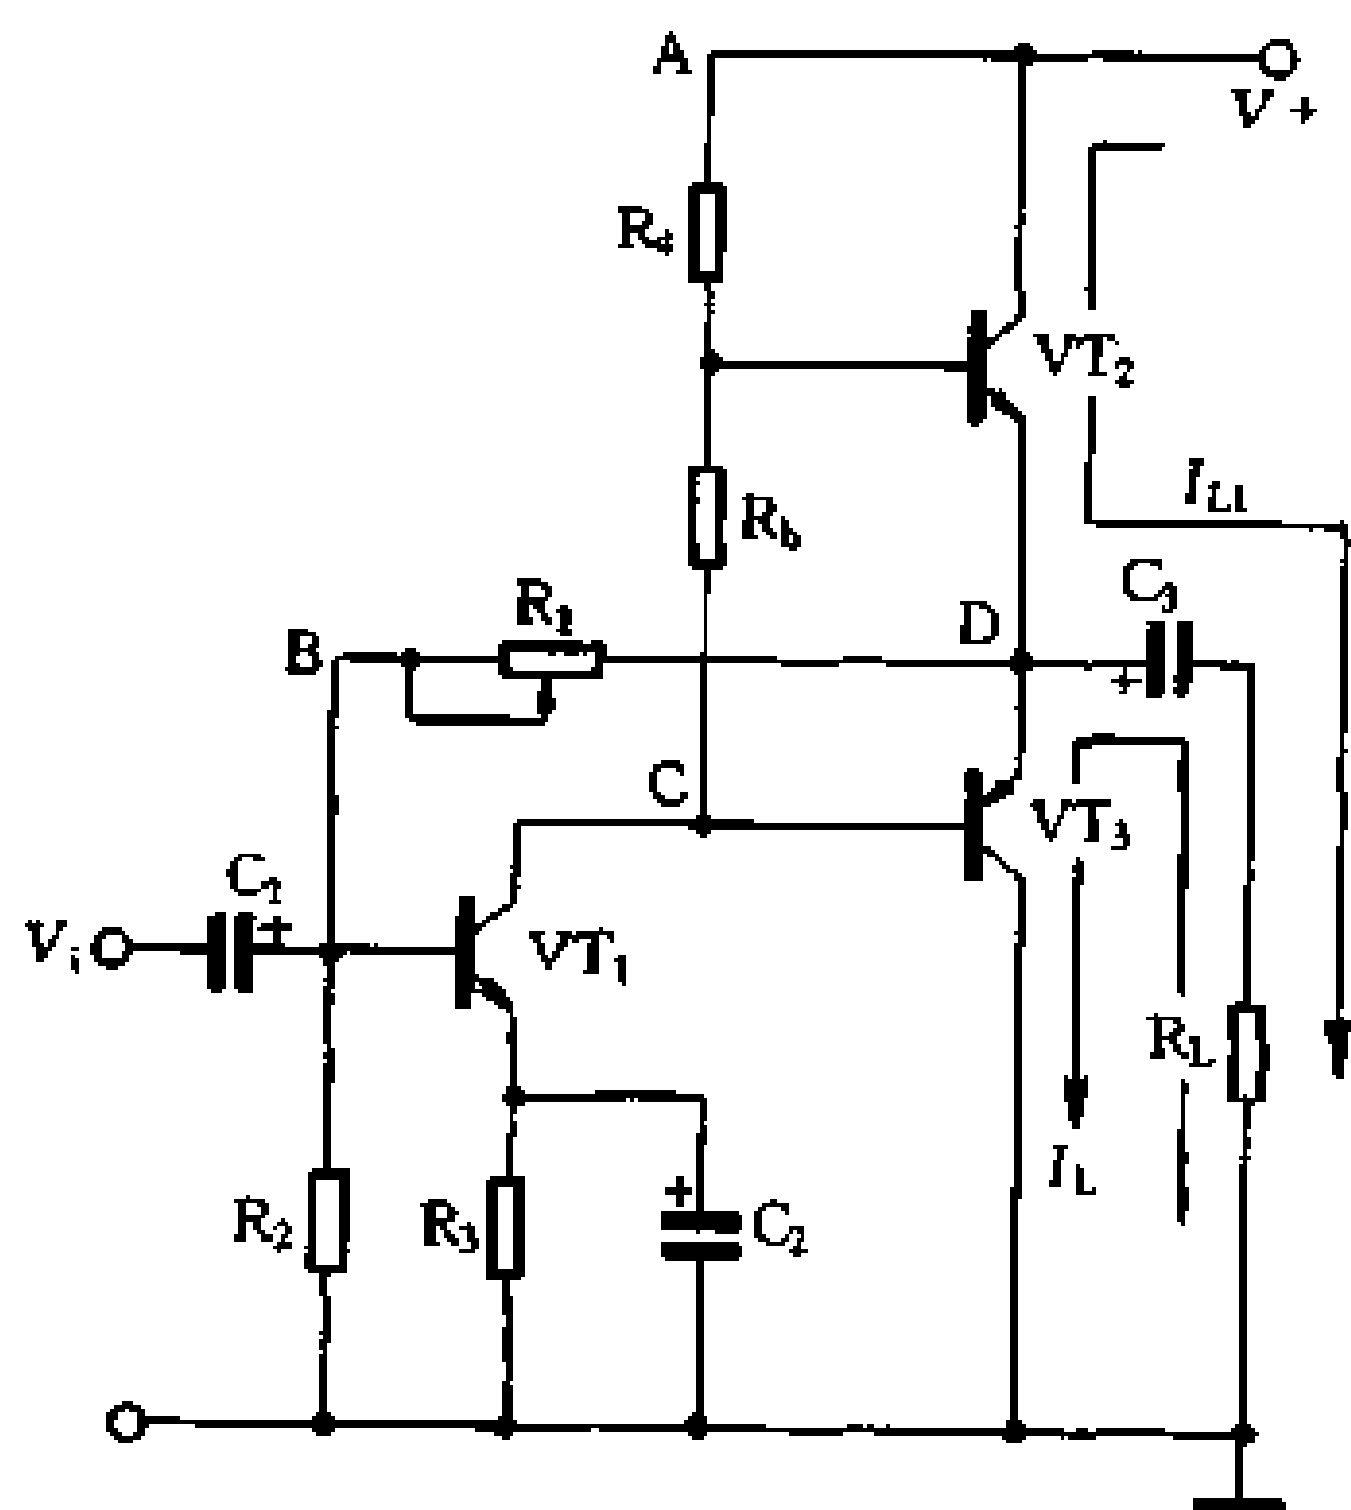 A
V +
R4
VT2
Rb
IL1
R1
C3
B
D
C
VT3
C1
+
+
Vi
VT1
RL
IL
R2
R3
+
C2